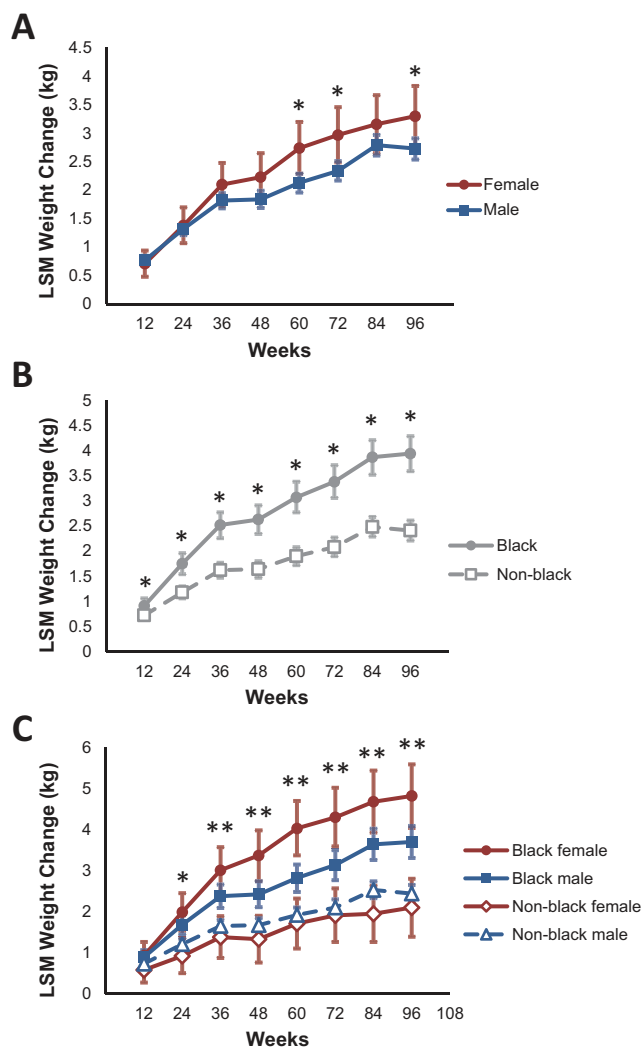 A
LSM Weight Change (kg)
4.5
4
3.5
3
2.5
2
1.5
1
0.5
0
* * *
12 24 36 48 60 72 84 96
Weeks
Female
Male
B
LSM Weight Change (kg)
5
4.5
4
3.5
3
2.5
2
1.5
1
0.5
0
* * * * * * * *
12 24 36 48 60 72 84 96
Weeks
Black
Non-black
C
LSM Weight Change (kg)
6
5
4
3
2
1
0
* ** ** ** ** ** **
12 24 36 48 60 72 84 96 108
Weeks
Black female
Black male
Non-black female
Non-black male